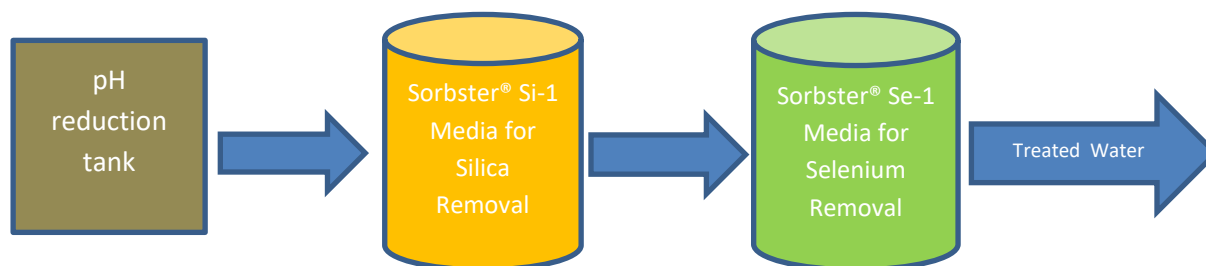 pH
reduction
tank
Sorbster® Si-1
Media for
Silica
Removal
Sorbster® Se-1
Media for
Selenium
Removal
Treated Water